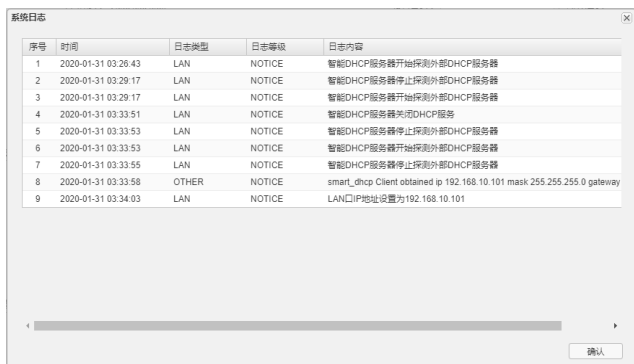 系统日志
序号 时间 日志类型 日志等级 日志内容
1 2020-01-31 03:26:43 LAN NOTICE 智能DHCP服务器开始探测外部DHCP服务器
2 2020-01-31 03:29:17 LAN NOTICE 智能DHCP服务器停止探测外部DHCP服务器
3 2020-01-31 03:29:17 LAN NOTICE 智能DHCP服务器开始探测外部DHCP服务器
4 2020-01-31 03:33:51 LAN NOTICE 智能DHCP服务器关闭DHCP服务
5 2020-01-31 03:33:53 LAN NOTICE 智能DHCP服务器停止探测外部DHCP服务器
6 2020-01-31 03:33:53 LAN NOTICE 智能DHCP服务器开始探测外部DHCP服务器
7 2020-01-31 03:33:55 LAN NOTICE 智能DHCP服务器停止探测外部DHCP服务器
8 2020-01-31 03:33:58 OTHER NOTICE smart_dhcp Client obtained ip 192.168.10.101 mask 255.255.255.0 gateway
9 2020-01-31 03:34:03 LAN NOTICE LAN口IP地址设置为192.168.10.101
确认